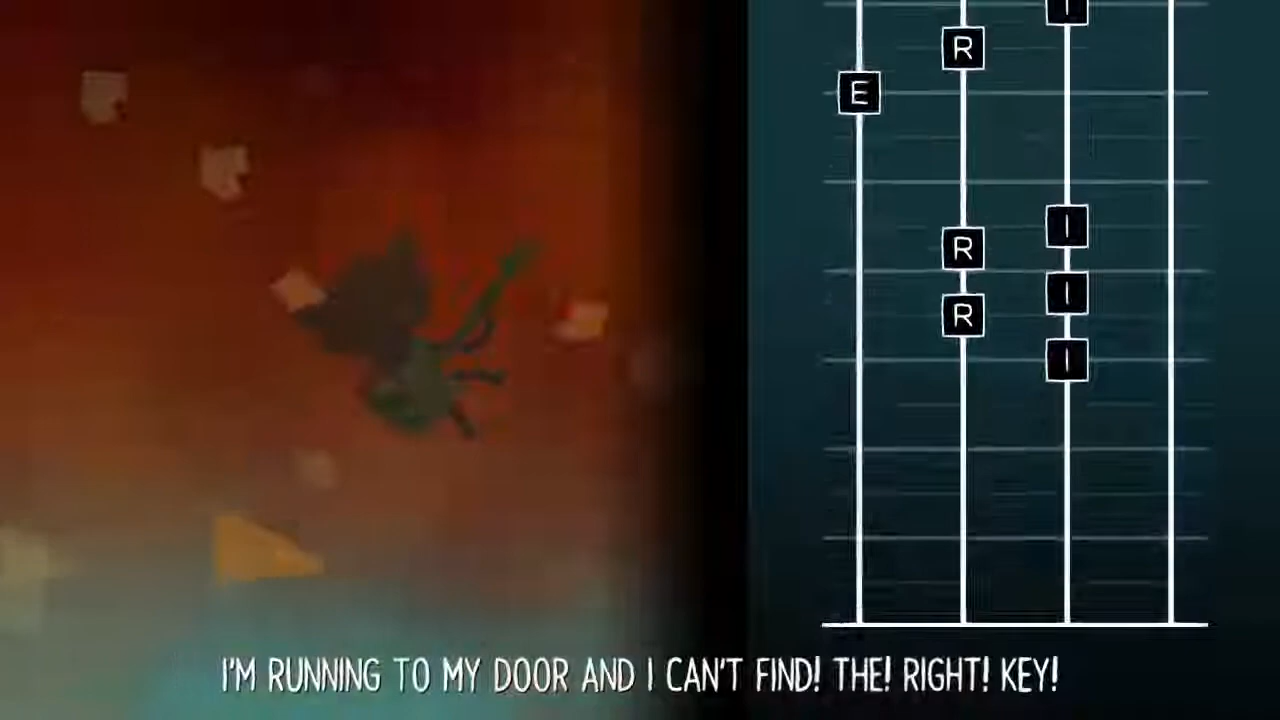 I
R
E
I
R
I
R
I
I'M RUNNING TO MY DOOR AND I CAN'T FIND! THE! RIGHT! KEY!